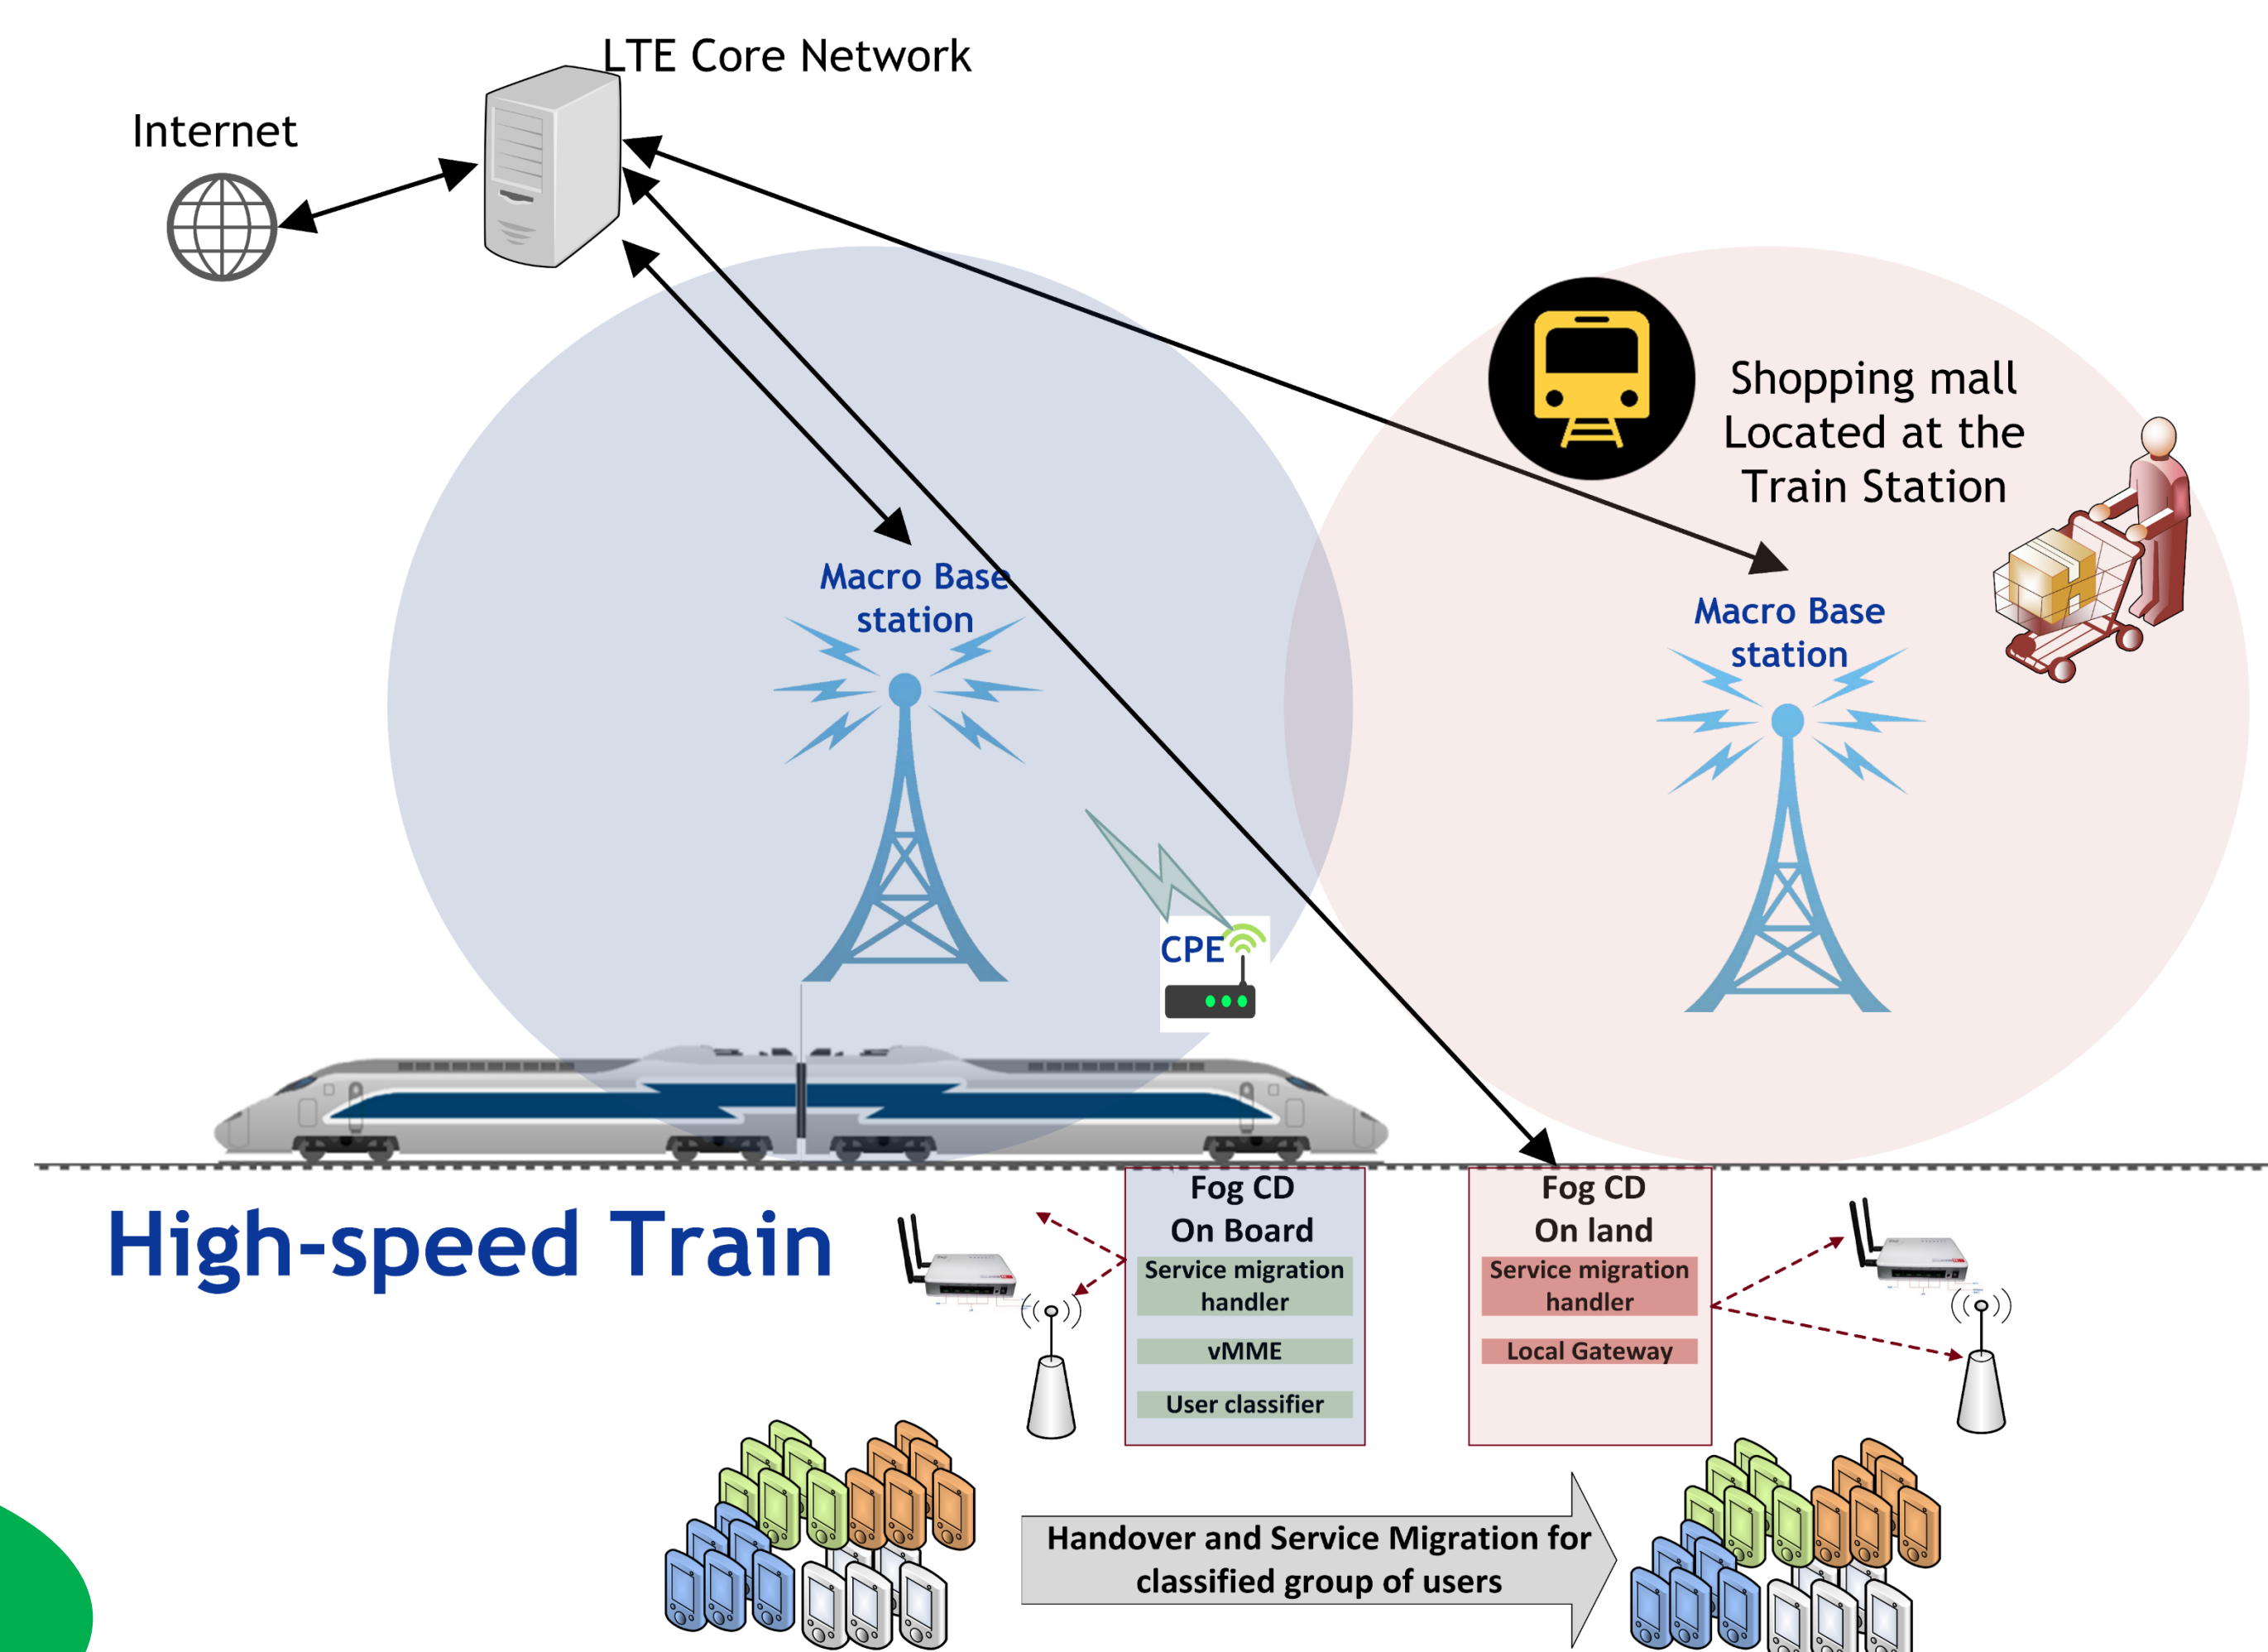 LTE Core Network
Internet
Shopping mall
Located at the
Train Station
Macro Base
station
Macro Base
station
CPE
High-speed Train
Fog CD
On Board
Service migration
handler
vMME
User classifier
Fog CD
On land
Service migration
handler
Local Gateway
Handover and Service Migration for
classified group of users